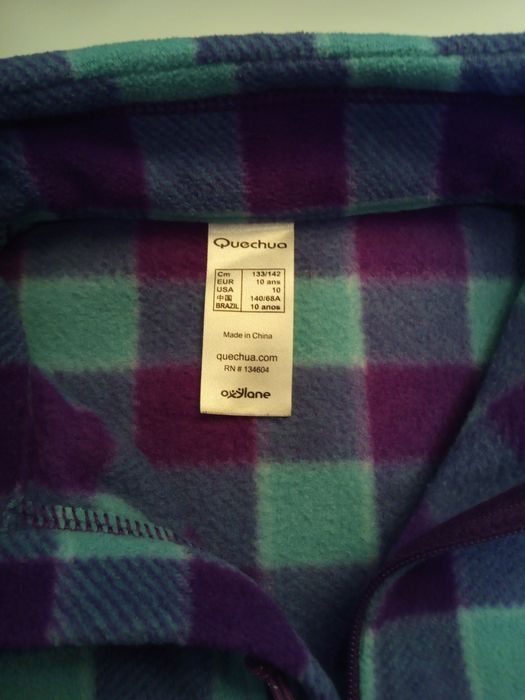 Quechua
Cm 133/142
EUR 10 ans
USA 10
中国 140/68A
BRAZIL 10 anos
Made in China
quechua.com
RN # 134604
oxylane